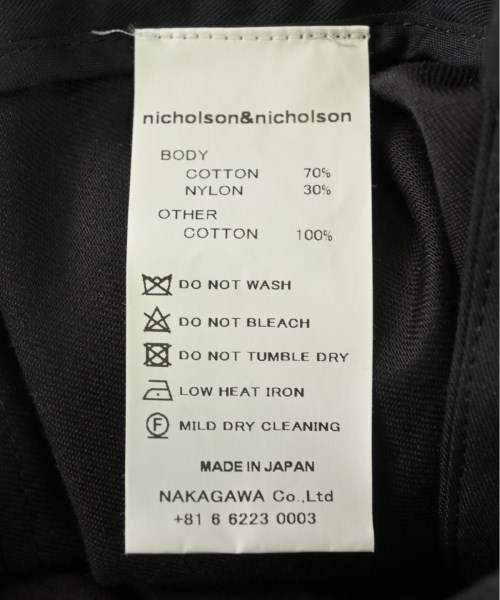 nicholson&nicholson
BODY
COTTON 70%
NYLON 30%
OTHER
COTTON 100%
DO NOT WASH
DO NOT BLEACH
DO NOT TUMBLE DRY
LOW HEAT IRON
F MILD DRY CLEANING
MADE IN JAPAN
NAKAGAWA Co.,Ltd
+81 6 6223 0003